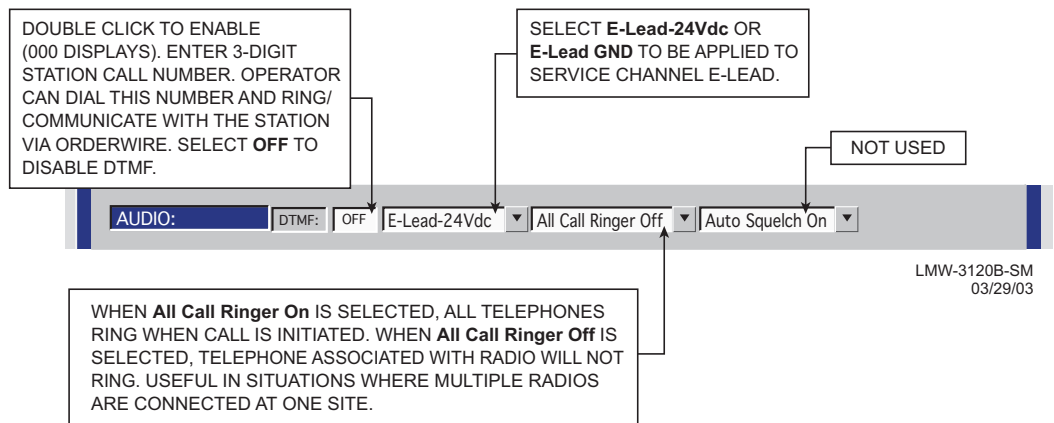 DOUBLE CLICK TO ENABLE
(000 DISPLAYS). ENTER 3-DIGIT
STATION CALL NUMBER. OPERATOR
CAN DIAL THIS NUMBER AND RING/
COMMUNICATE WITH THE STATION
VIA ORDERWIRE. SELECT OFF TO
DISABLE DTMF.
SELECT E-Lead-24Vdc OR
E-Lead GND TO BE APPLIED TO
SERVICE CHANNEL E-LEAD.
NOT USED
AUDIO: DTMF: OFF E-Lead-24Vdc All Call Ringer Off Auto Squelch On
LMW-3120B-SM
03/29/03
WHEN All Call Ringer On IS SELECTED, ALL TELEPHONES
RING WHEN CALL IS INITIATED. WHEN All Call Ringer Off IS
SELECTED, TELEPHONE ASSOCIATED WITH RADIO WILL NOT
RING. USEFUL IN SITUATIONS WHERE MULTIPLE RADIOS
ARE CONNECTED AT ONE SITE.